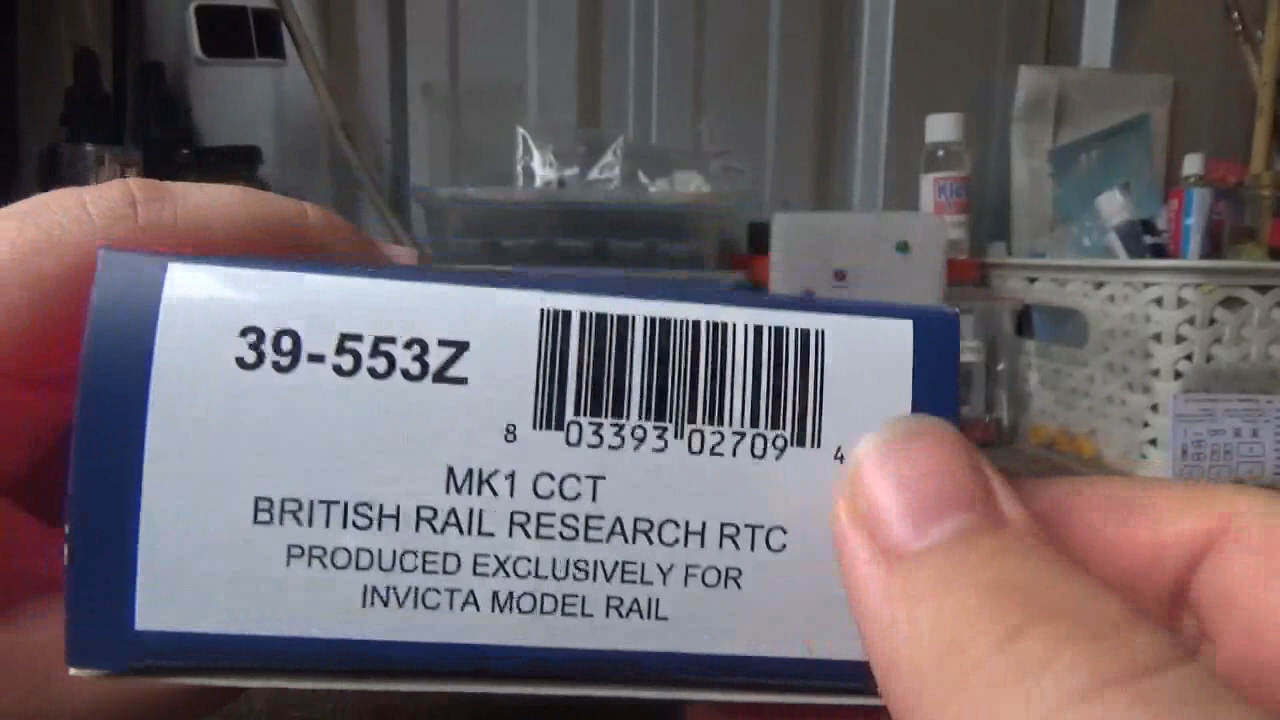 39-553Z
8 03393 02709 4
MK1 CCT
BRITISH RAIL RESEARCH RTC
PRODUCED EXCLUSIVELY FOR
INVICTA MODEL RAIL